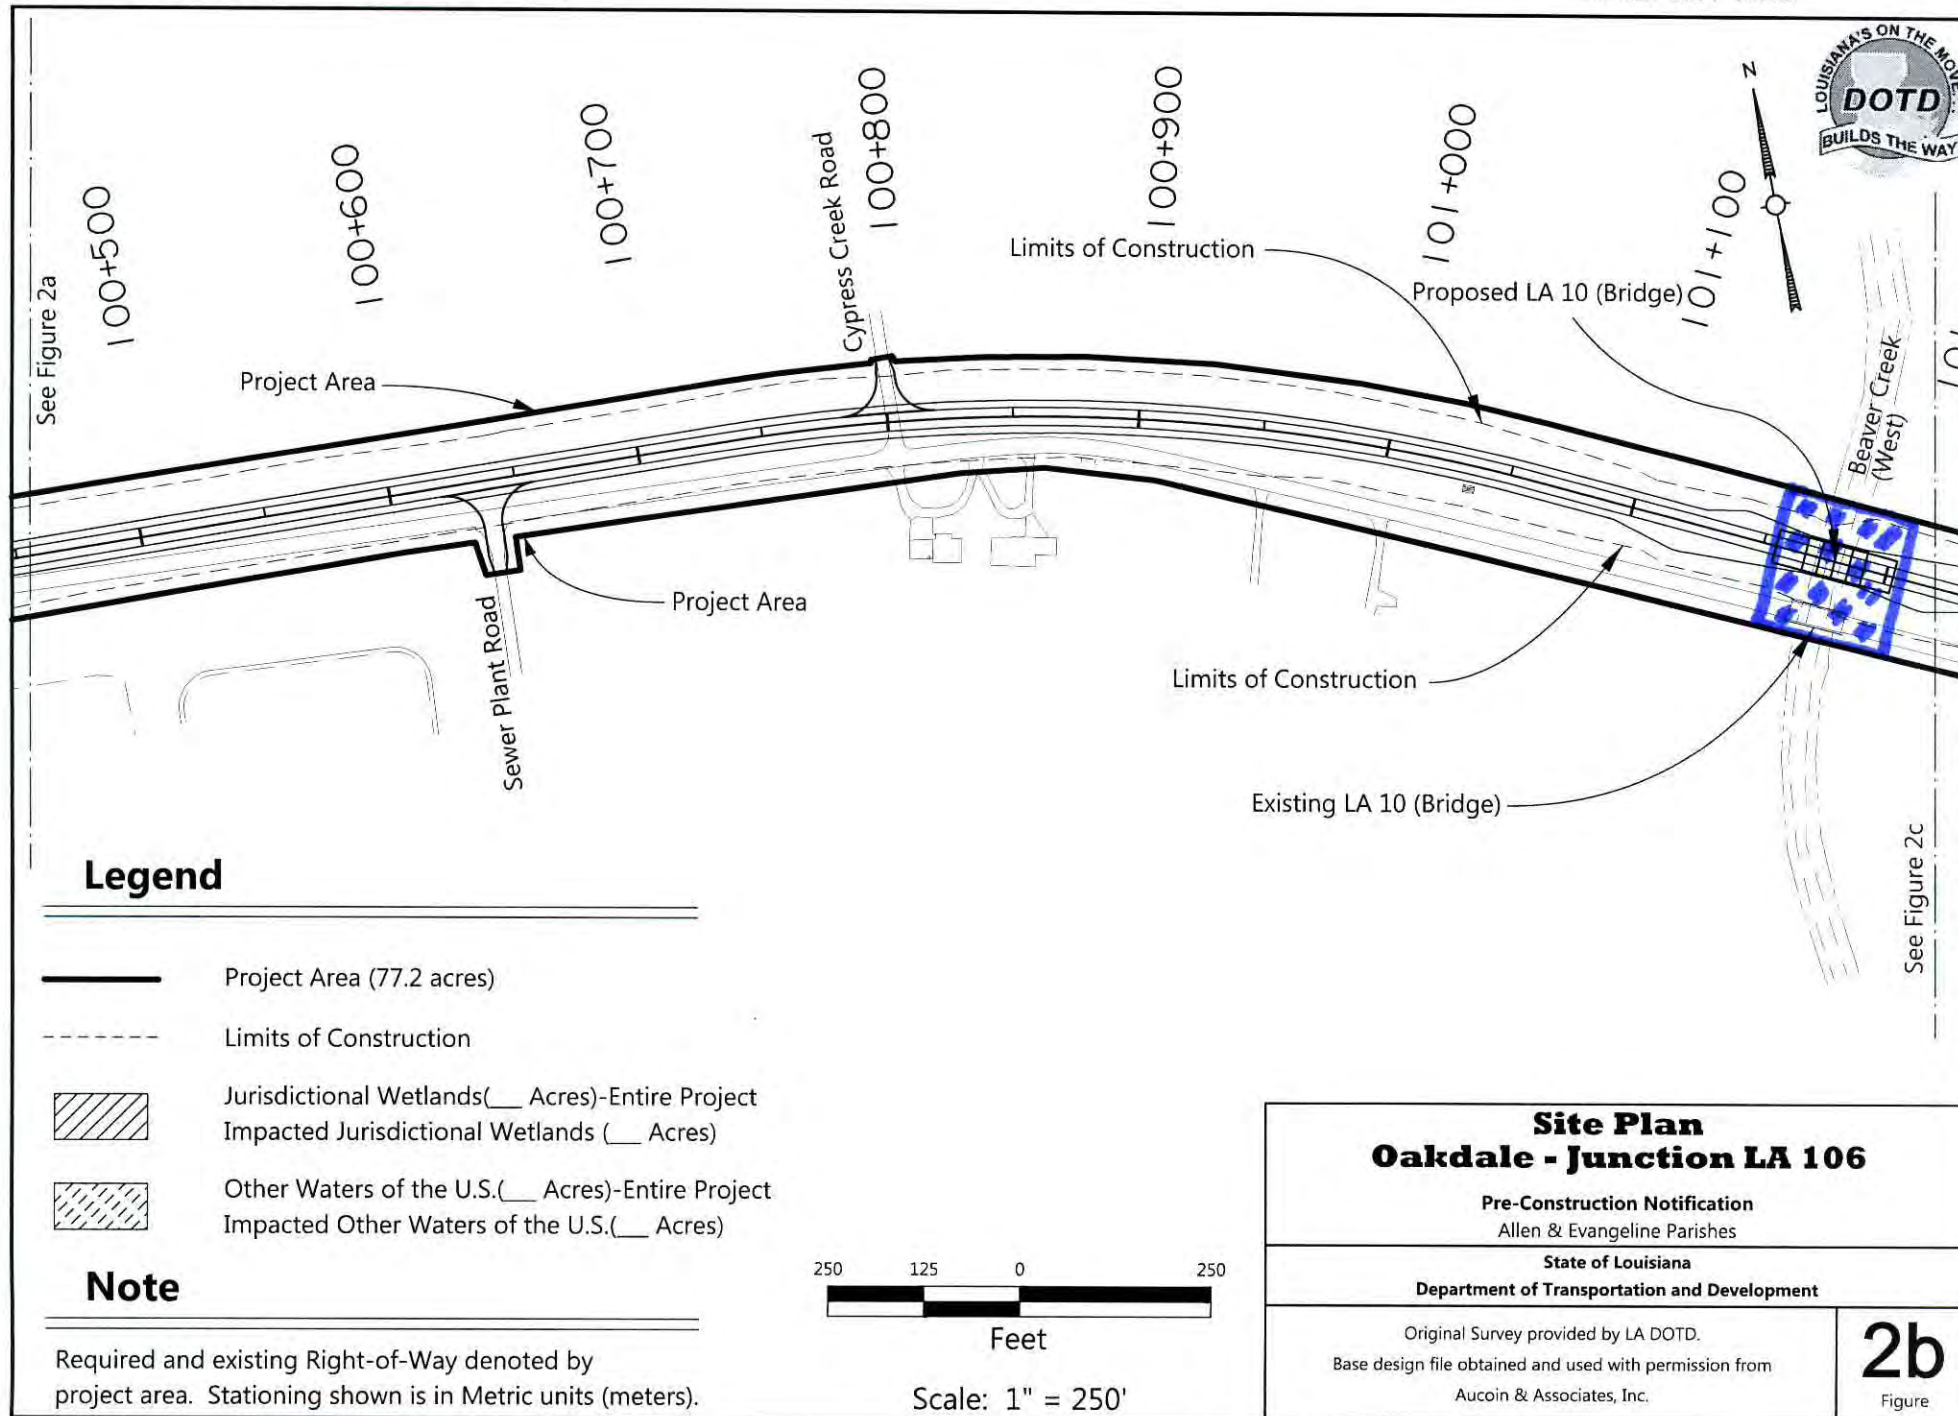 LOUISIANA'S ON THE MOVE...
DOTD
BUILDS THE WAY
N
100+500
100+600
100+700
100+800
100+900
101+000
101+100
Cypress Creek Road
See Figure 2a
Project Area
Limits of Construction
Proposed LA 10 (Bridge)
Beaver Creek
(West)
Project Area
Sewer Plant Road
Limits of Construction
Existing LA 10 (Bridge)
See Figure 2c
Legend
Project Area (77.2 acres)
Limits of Construction
Jurisdictional Wetlands(__ Acres)-Entire Project
Impacted Jurisdictional Wetlands (__ Acres)
Other Waters of the U.S.(__ Acres)-Entire Project
Impacted Other Waters of the U.S.(__ Acres)
Note
Required and existing Right-of-Way denoted by
project area. Stationing shown is in Metric units (meters).
250 125 0 250
Feet
Scale: 1" = 250'
Site Plan
Oakdale - Junction LA 106
Pre-Construction Notification
Allen & Evangeline Parishes
State of Louisiana
Department of Transportation and Development
Original Survey provided by LA DOTD.
Base design file obtained and used with permission from
Aucoin & Associates, Inc.
2b
Figure